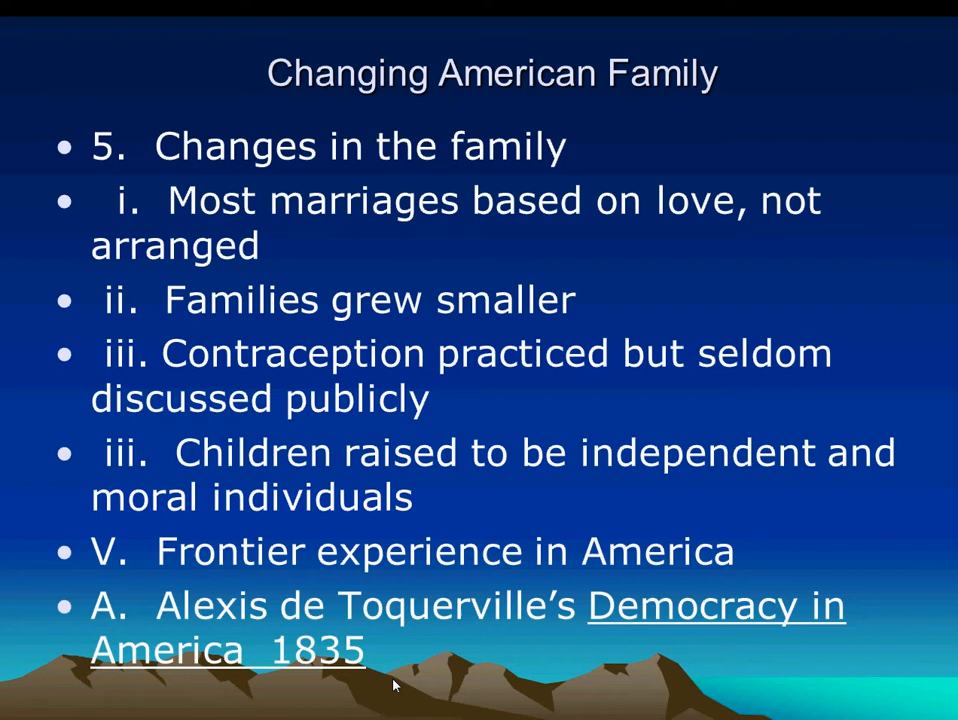 Changing American Family
• 5. Changes in the family
• i. Most marriages based on love, not
arranged
• ii. Families grew smaller
• iii. Contraception practiced but seldom
discussed publicly
• iii. Children raised to be independent and
moral individuals
• V. Frontier experience in America
• A. Alexis de Toquerville’s Democracy in
America 1835